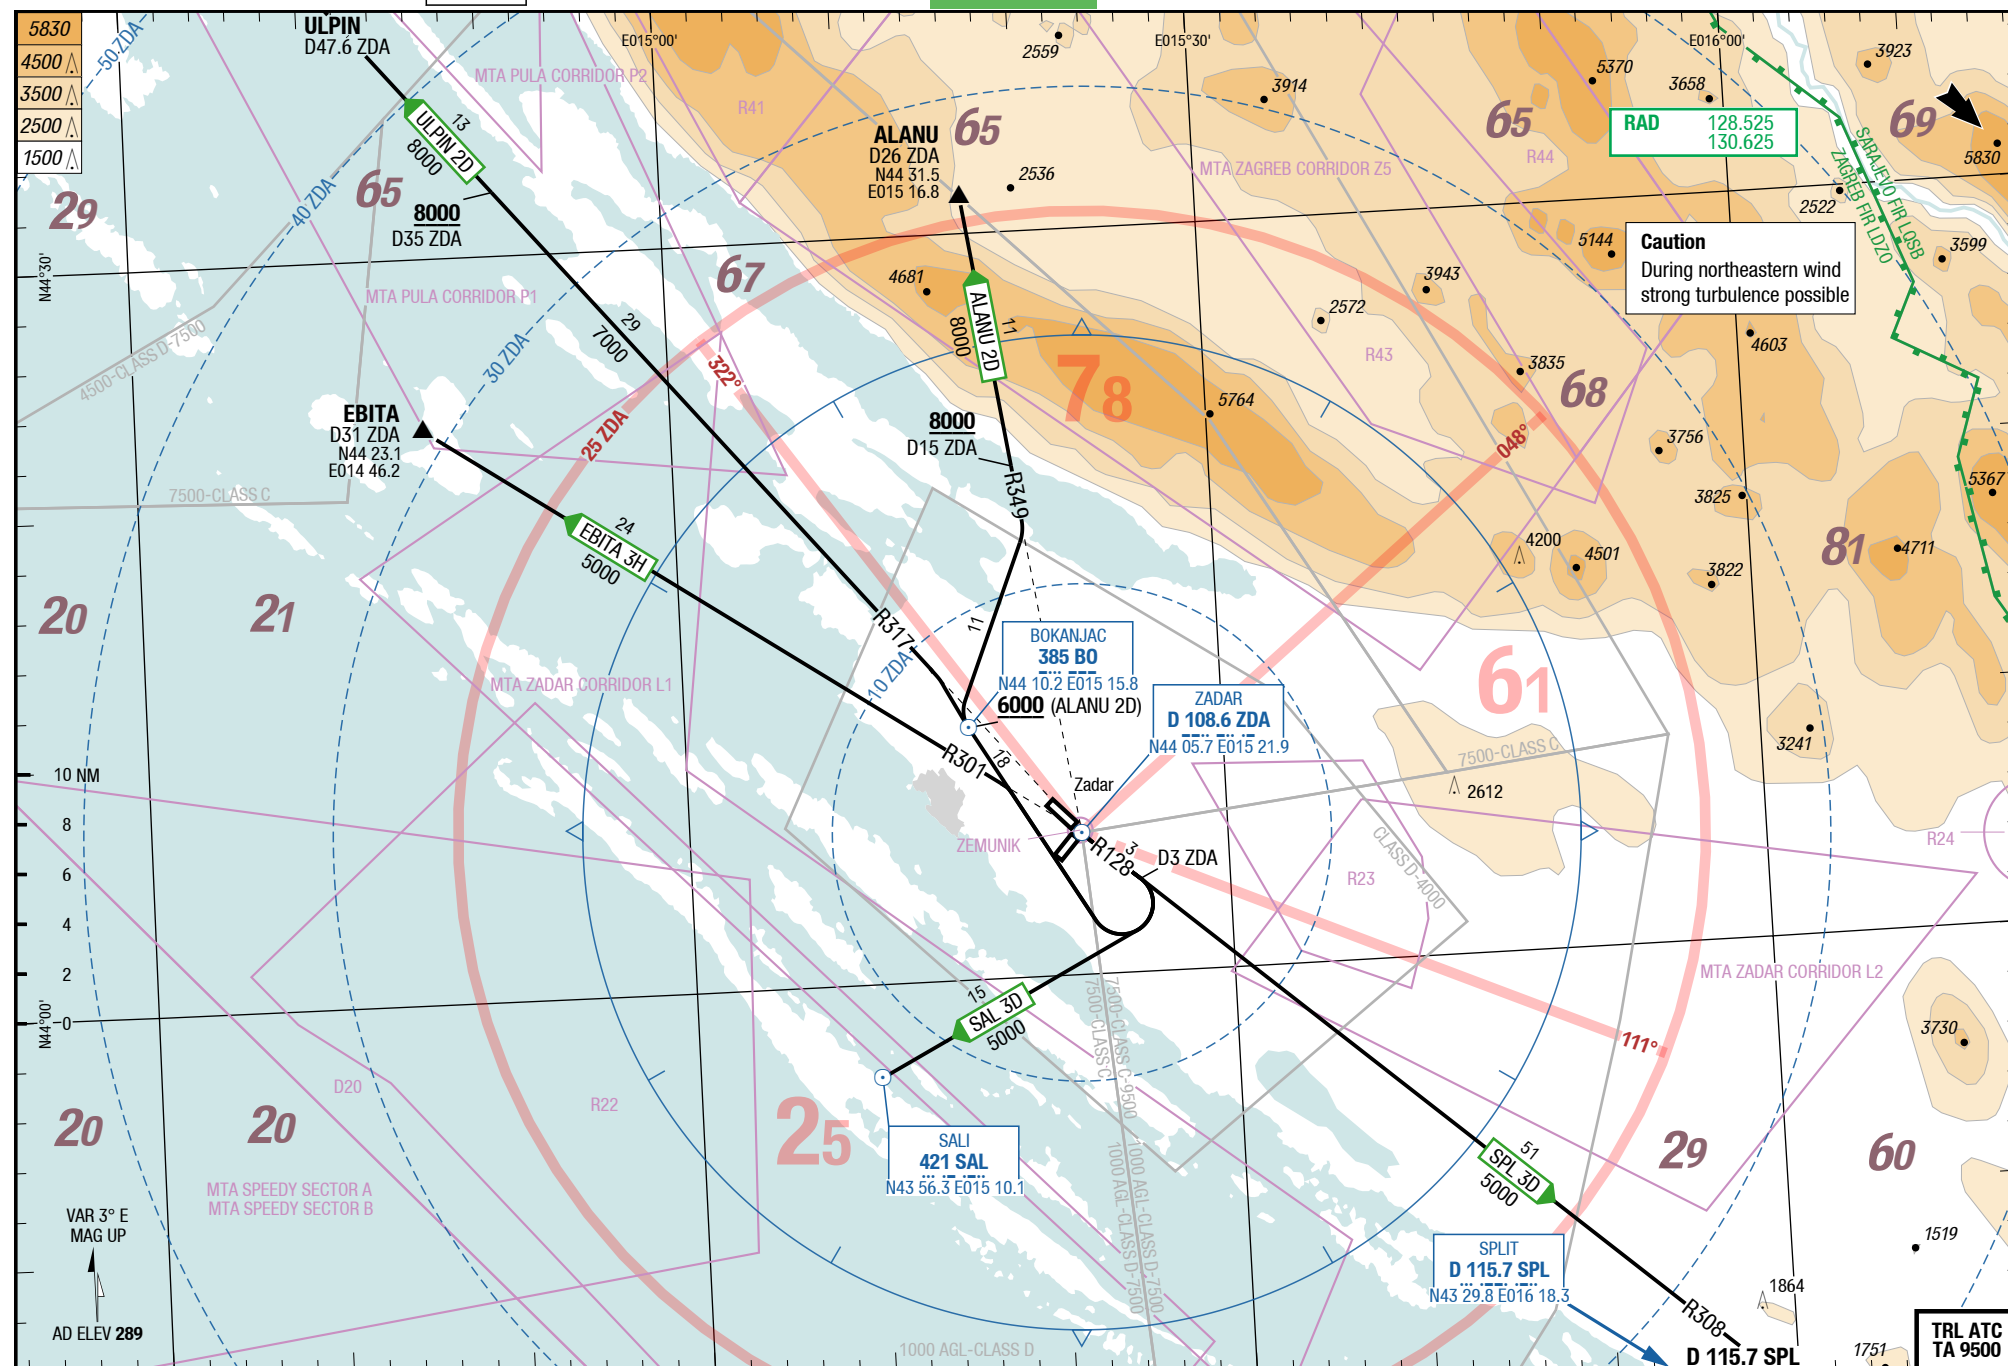 5830
4500
3500
2500
1500
50 ZDA
ULPIN
D47.6 ZDA
E015°00'
E015°30'
E016°00'
2559
3914
5370
3658
3923
MTA PULA CORRIDOR P2
R41
ALANU
D26 ZDA
N44 31.5
E015 16.8
65
65
69
RAD 128.525
130.625
SARAJEVO FIR LQSB
ZAGREB FIR LDZO
5830
13
ULPIN 2D
8000
40 ZDA
65
29
8000
D35 ZDA
2536
MTA ZAGREB CORRIDOR Z5
R44
2522
5144
Caution
During northeastern wind
strong turbulence possible
3599
N44°30'
MTA PULA CORRIDOR P1
67
4681
11
ALANU 2D
8000
3943
2572
4603
4500-CLASS D-7500
30 ZDA
29
7000
322°
78
R43
3835
68
EBITA
D31 ZDA
N44 23.1
E014 46.2
25 ZDA
8000
D15 ZDA
5764
048°
3756
7500-CLASS C
R349
3825
5367
24
EBITA 3H
5000
4200
4501
81
4711
3822
20
21
R317
11
BOKANJAC
385 BO
N44 10.2 E015 15.8
6000 (ALANU 2D)
10 ZDA
MTA ZADAR CORRIDOR L1
ZADAR
D 108.6 ZDA
N44 05.7 E015 21.9
61
3241
7500-CLASS C
R301
18
10 NM
8
6
4
2
0
Zadar
2612
ZEMUNIK
R128
3
D3 ZDA
R23
CLASS D-4000
R24
MTA ZADAR CORRIDOR L2
15
SAL 3D
5000
7500-CLASS C
7500-CLASS C-9500
N44°00'
111°
3730
D20
R22
20
20
25
1000 AGL-CLASS D-7500
1000 AGL-CLASS D-7500
SALI
421 SAL
N43 56.3 E015 10.1
51
SPL 3D
5000
29
60
MTA SPEEDY SECTOR A
MTA SPEEDY SECTOR B
VAR 3° E
MAG UP
SPLIT
D 115.7 SPL
N43 29.8 E016 18.3
1519
1864
AD ELEV 289
1000 AGL-CLASS D
R308
D 115.7 SPL
1751
TRL ATC
TA 9500